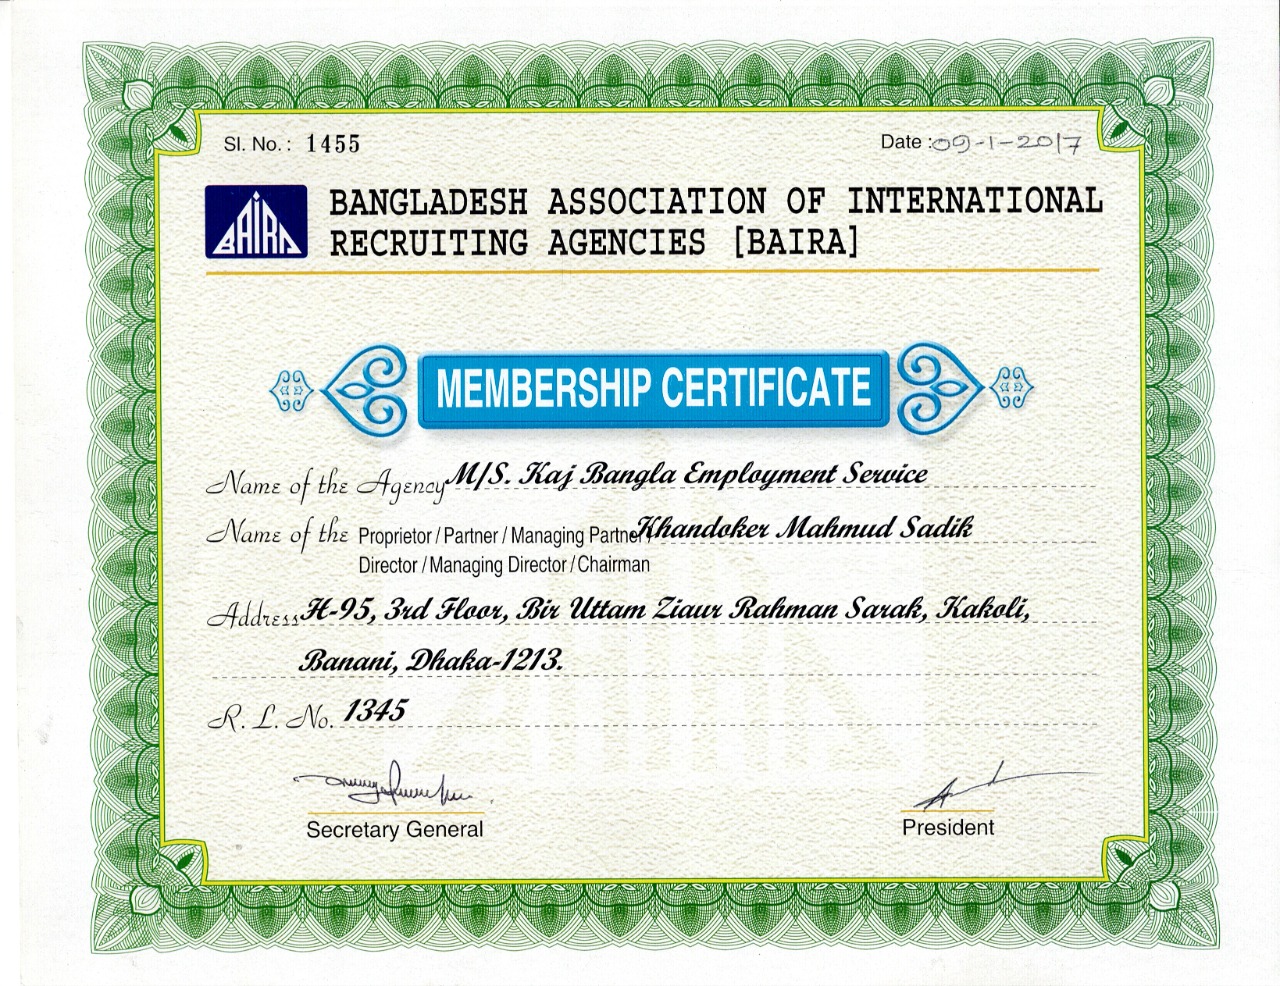 Sl. No. : 1455
Date : 09-1-2017
BAIRA
BANGLADESH ASSOCIATION OF INTERNATIONAL
RECRUITING AGENCIES [BAIRA]
MEMBERSHIP CERTIFICATE
Name of the Agency M/S. Kaj Bangla Employment Service
Name of the Proprietor / Partner / Managing Partner / Khandoker Mahmud Sadik
Director / Managing Director / Chairman
Address H-95, 3rd Floor, Bir Uttam Ziaur Rahman Sarak, Kakoli,
Banani, Dhaka-1213.
R. L. No. 1345
Secretary General
President